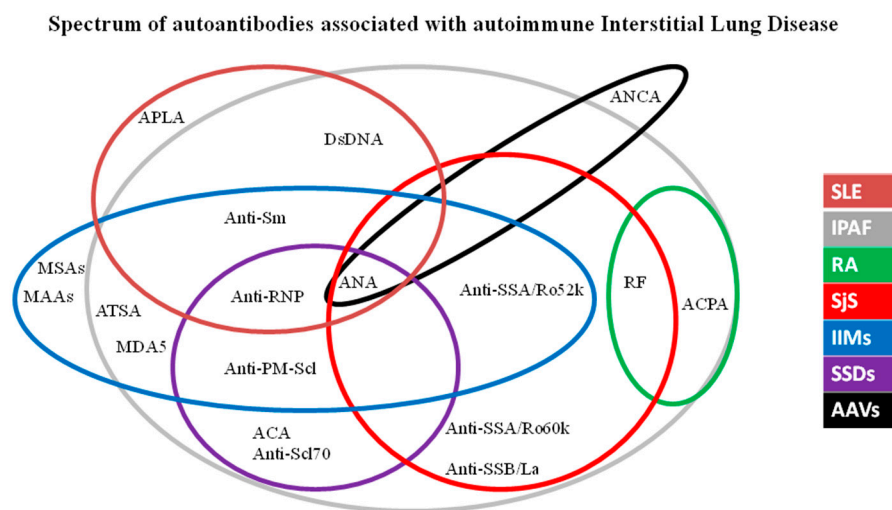 Spectrum of autoantibodies associated with autoimmune Interstitial Lung Disease
ANCA
APLA
DsDNA
SLE
Anti-Sm
IPAF
MSAs
RA
MAAs
ATSA
Anti-RNP
ANA
Anti-SSA/Ro52k
RF
ACPA
SjS
MDA5
IIMs
Anti-PM-Scl
SSDs
ACA
Anti-Scl70
Anti-SSA/Ro60k
AAVs
Anti-SSB/La